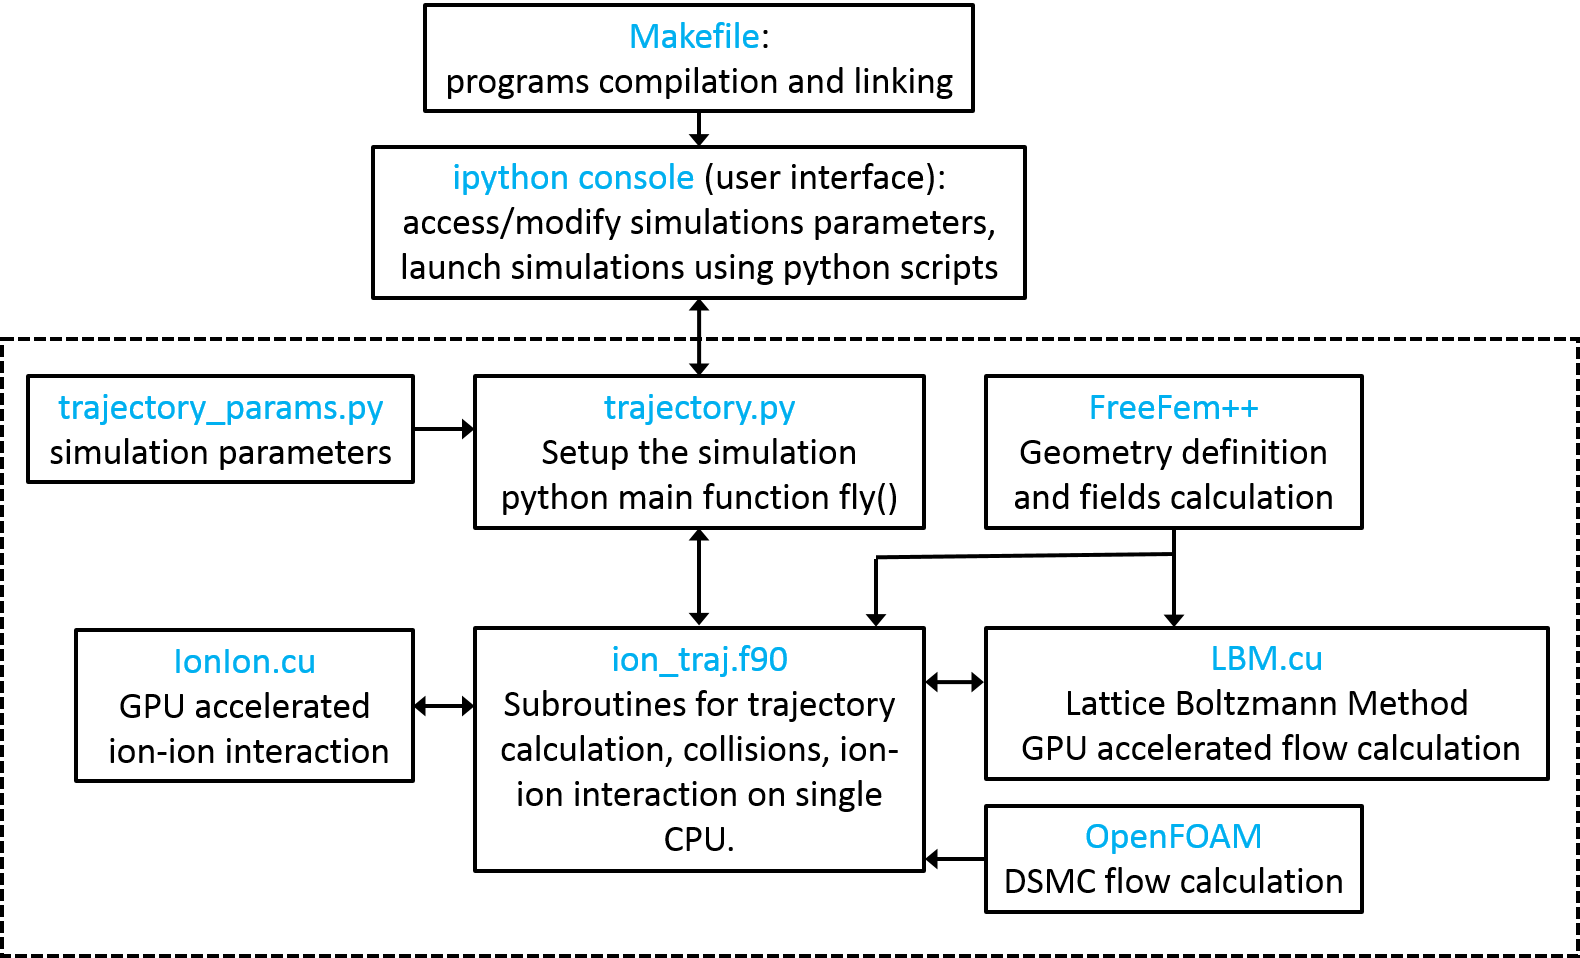 Makefile:
programs compilation and linking
ipython console (user interface):
access/modify simulations parameters,
launch simulations using python scripts
trajectory_params.py
simulation parameters
trajectory.py
Setup the simulation
python main function fly()
FreeFem++
Geometry definition
and fields calculation
IonIon.cu
GPU accelerated
ion-ion interaction
ion_traj.f90
Subroutines for trajectory
calculation, collisions, ion-
ion interaction on single
CPU.
LBM.cu
Lattice Boltzmann Method
GPU accelerated flow calculation
OpenFOAM
DSMC flow calculation